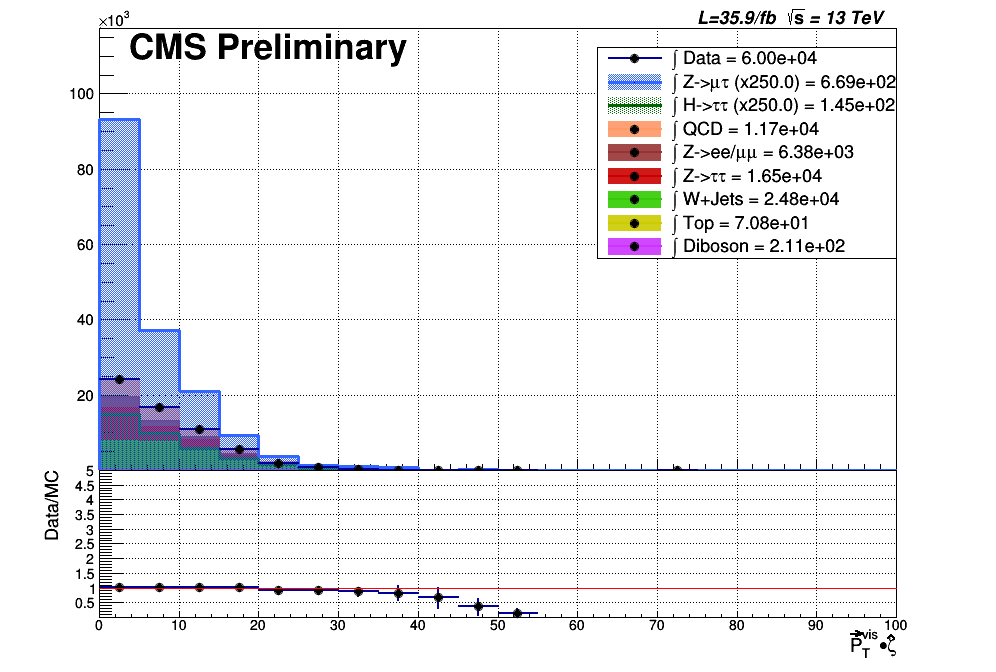 ×10³
L=35.9/fb √s = 13 TeV
CMS Preliminary
∫ Data = 6.00e+04
∫ Z->μτ (x250.0) = 6.69e+02
∫ H->ττ (x250.0) = 1.45e+02
∫ QCD = 1.17e+04
∫ Z->ee/μμ = 6.38e+03
∫ Z->ττ = 1.65e+04
∫ W+Jets = 2.48e+04
∫ Top = 7.08e+01
∫ Diboson = 2.11e+02
100
80
60
40
20
5
4.5
4
3.5
3
2.5
2
1.5
1
0.5
Data/MC
0 10 20 30 40 50 60 70 80 90 100
P⃗_T^vis •ζ̂